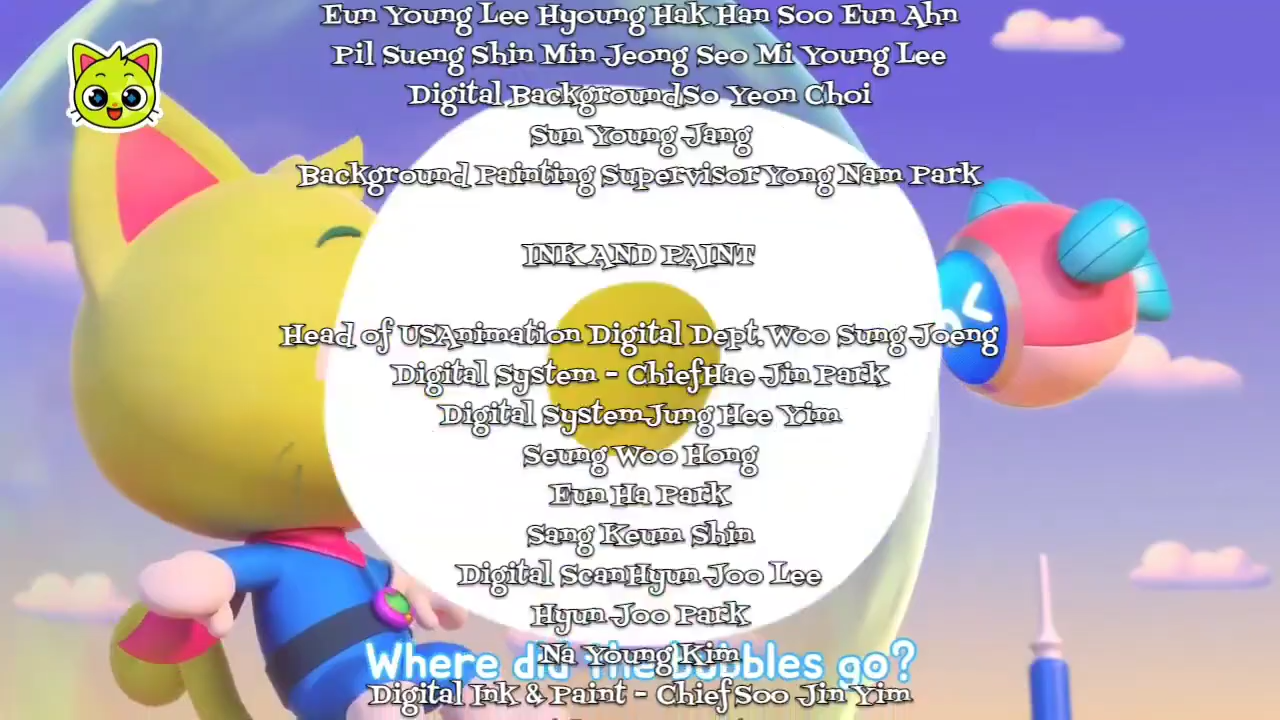 Eun Young Lee Hyoung Hak Han Soo Eun Ahn
Pil Sueng Shin Min Jeong Seo Mi Young Lee
Digital BackgroundSo Yeon Choi
Sun Young Jang
Background Painting SupervisorYong Nam Park
INK AND PAINT
Head of USAnimation Digital Dept.Woo Sung Joeng
Digital System - ChiefHae Jin Park
Digital SystemJung Hee Yim
Seung Woo Hong
Eun Ha Park
Sang Keum Shin
Digital ScanHyun Joo Lee
Hyun Joo Park
Na Young Kim
Where did the bubbles go?
Digital Ink & Paint - ChiefSoo Jin Yim